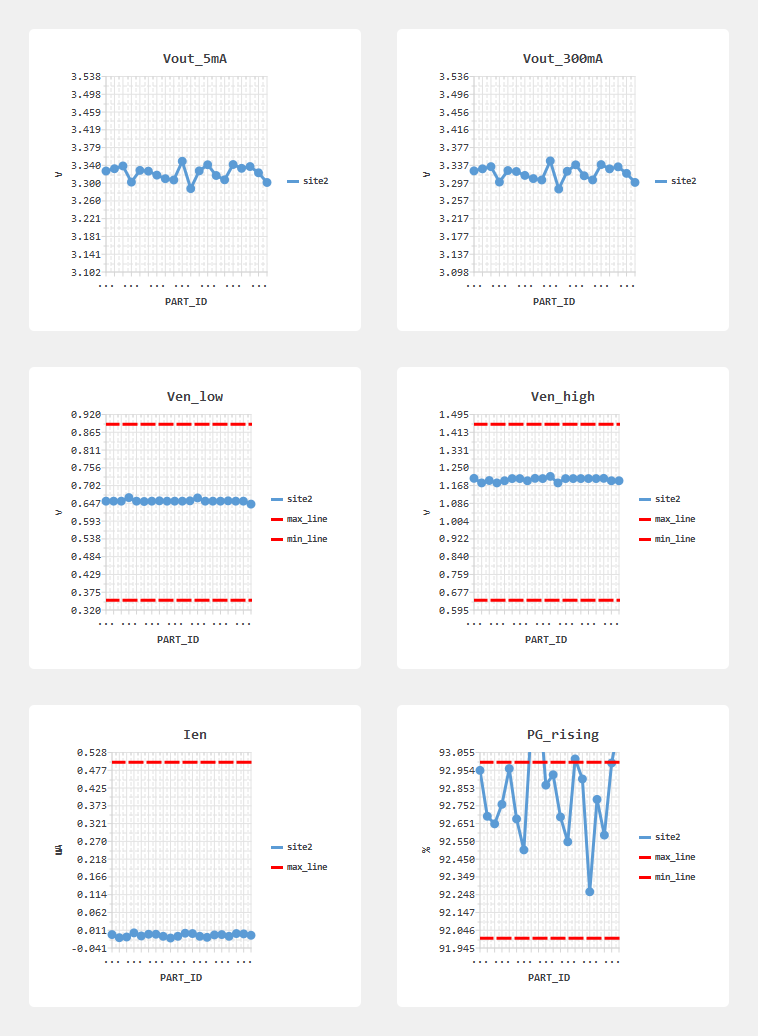 Vout_5mA
3.538
3.498
3.459
3.419
3.379
3.340
3.300
3.260
3.221
3.181
3.141
3.102
V
site2
... ... ... ... ... ... ...
PART_ID
Vout_300mA
3.536
3.496
3.456
3.416
3.377
3.337
3.297
3.257
3.217
3.177
3.137
3.098
V
site2
... ... ... ... ... ... ...
PART_ID
Ven_low
0.920
0.865
0.811
0.756
0.702
0.647
0.593
0.538
0.484
0.429
0.375
0.320
V
site2
max_line
min_line
... ... ... ... ... ... ...
PART_ID
Ven_high
1.495
1.413
1.331
1.250
1.168
1.086
1.004
0.922
0.840
0.759
0.677
0.595
V
site2
max_line
min_line
... ... ... ... ... ... ...
PART_ID
Ien
0.528
0.477
0.425
0.373
0.321
0.270
0.218
0.166
0.114
0.062
0.011
-0.041
site2
max_line
... ... ... ... ... ... ...
PART_ID
PG_rising
93.055
92.954
92.853
92.752
92.651
92.550
92.450
92.349
92.248
92.147
92.046
91.945
%
site2
max_line
min_line
... ... ... ... ... ... ...
PART_ID